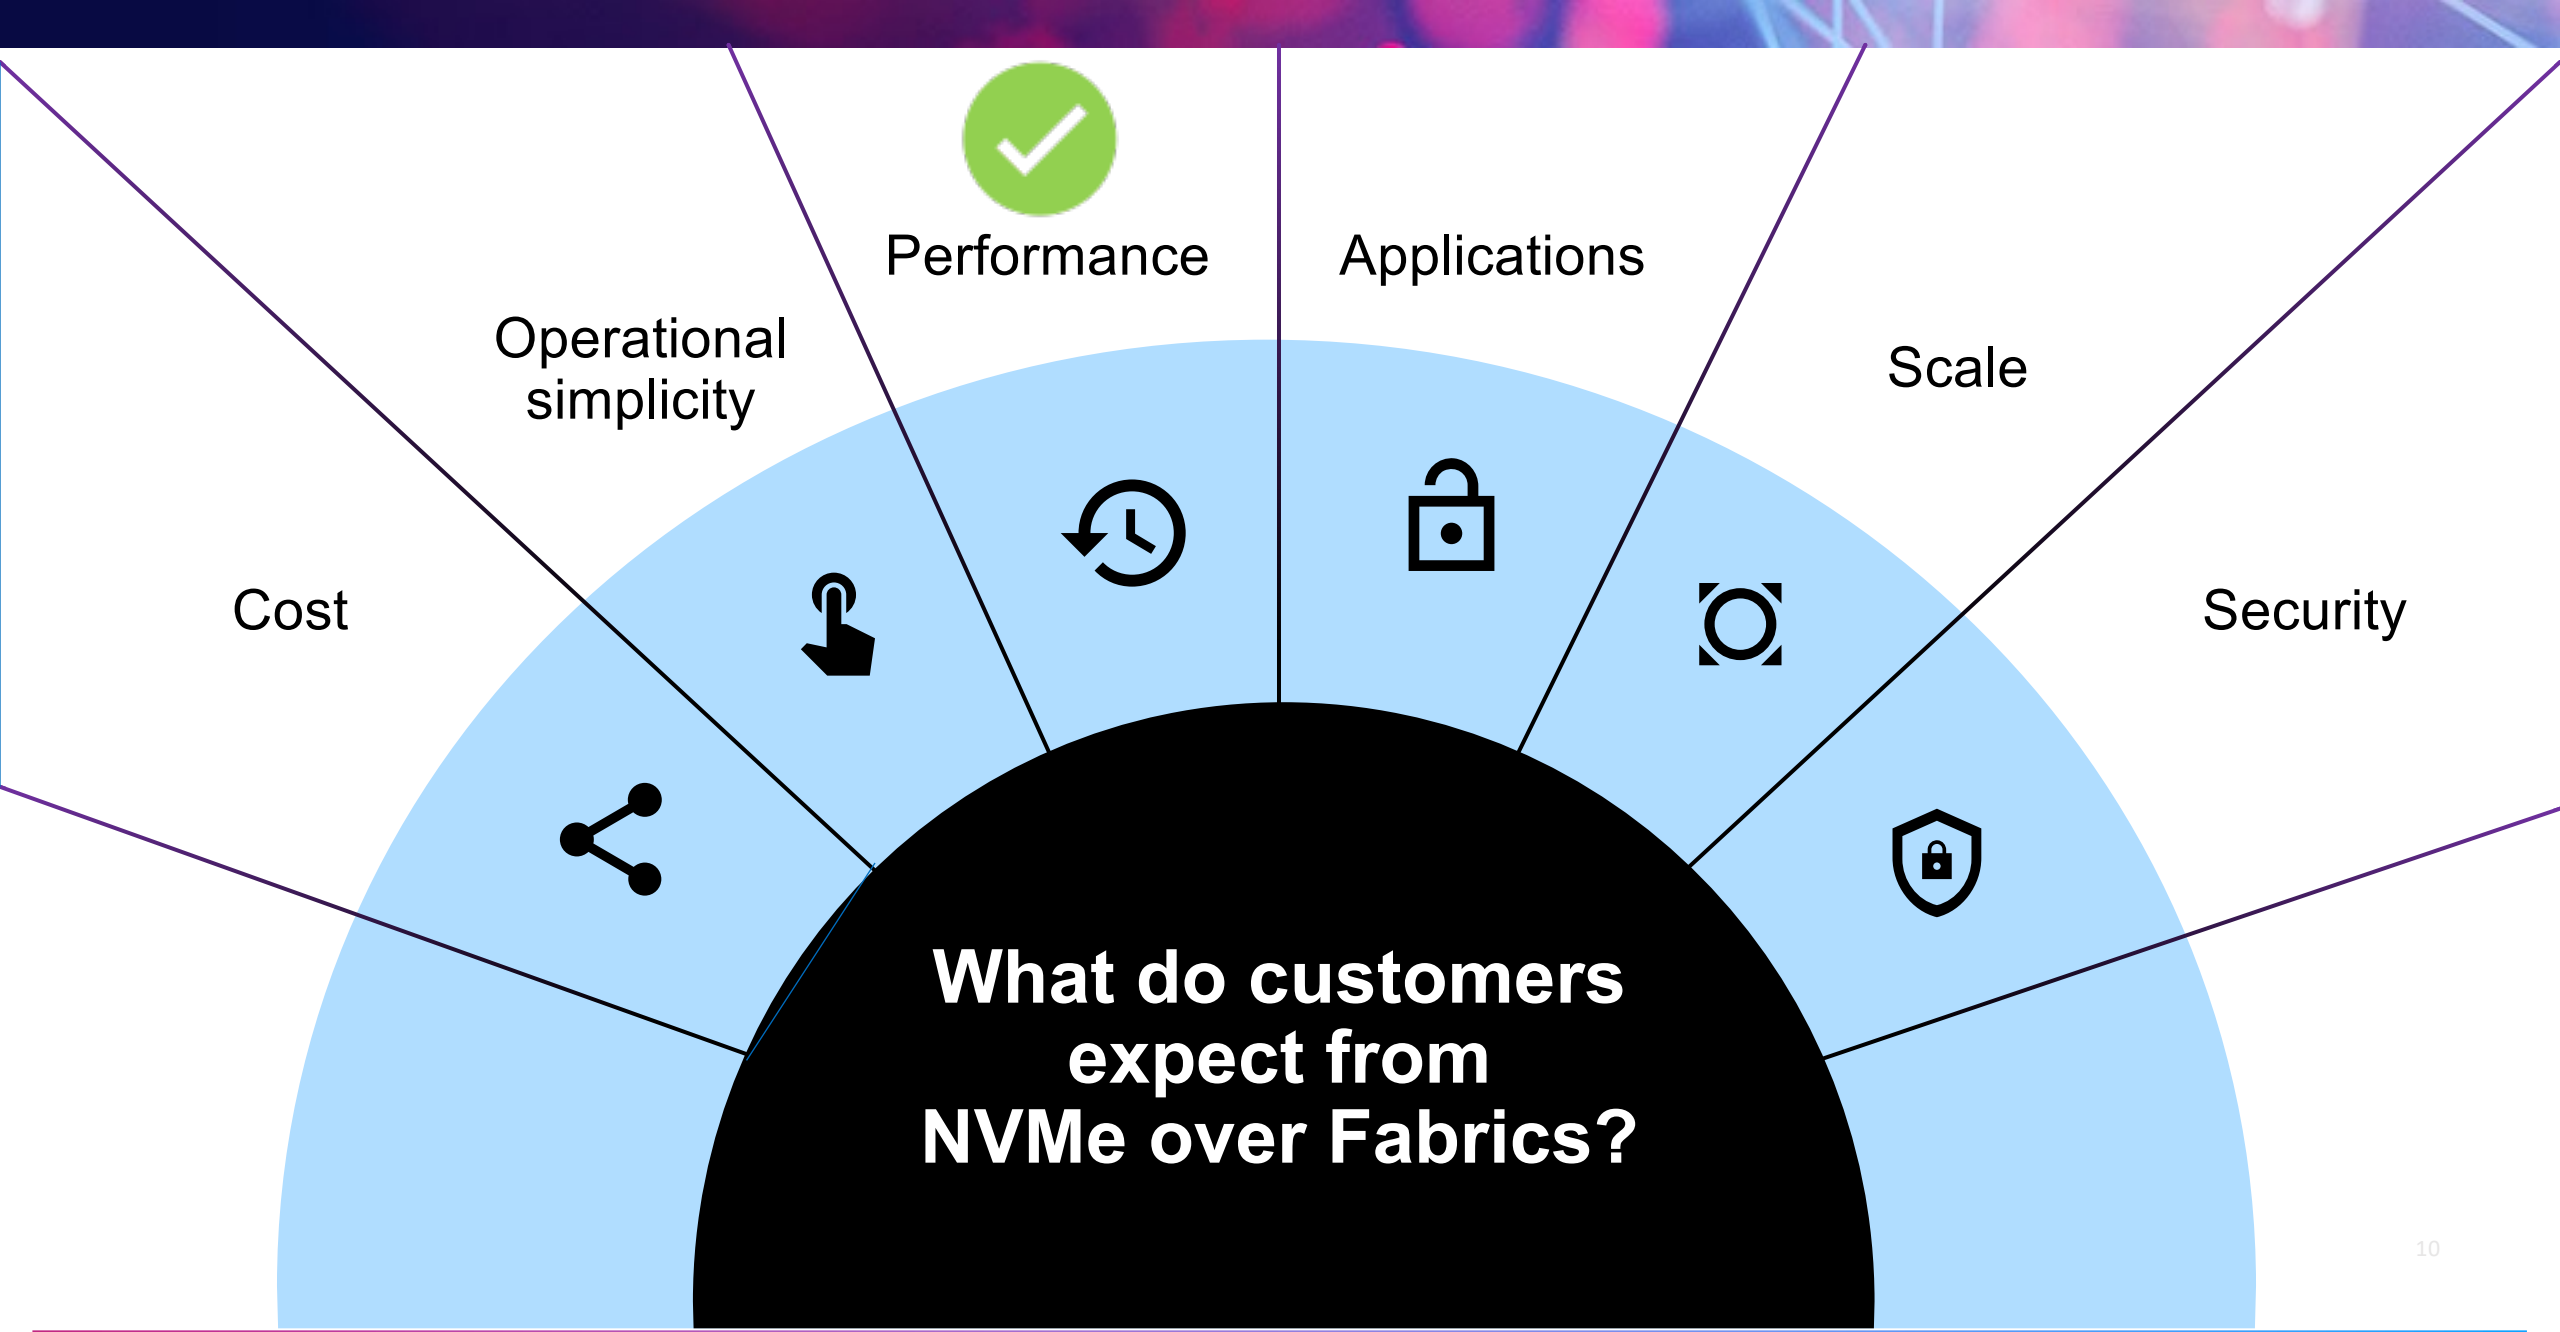 Performance
Applications
Operational
simplicity
Scale
Cost
Security
What do customers
expect from
NVMe over Fabrics?
10